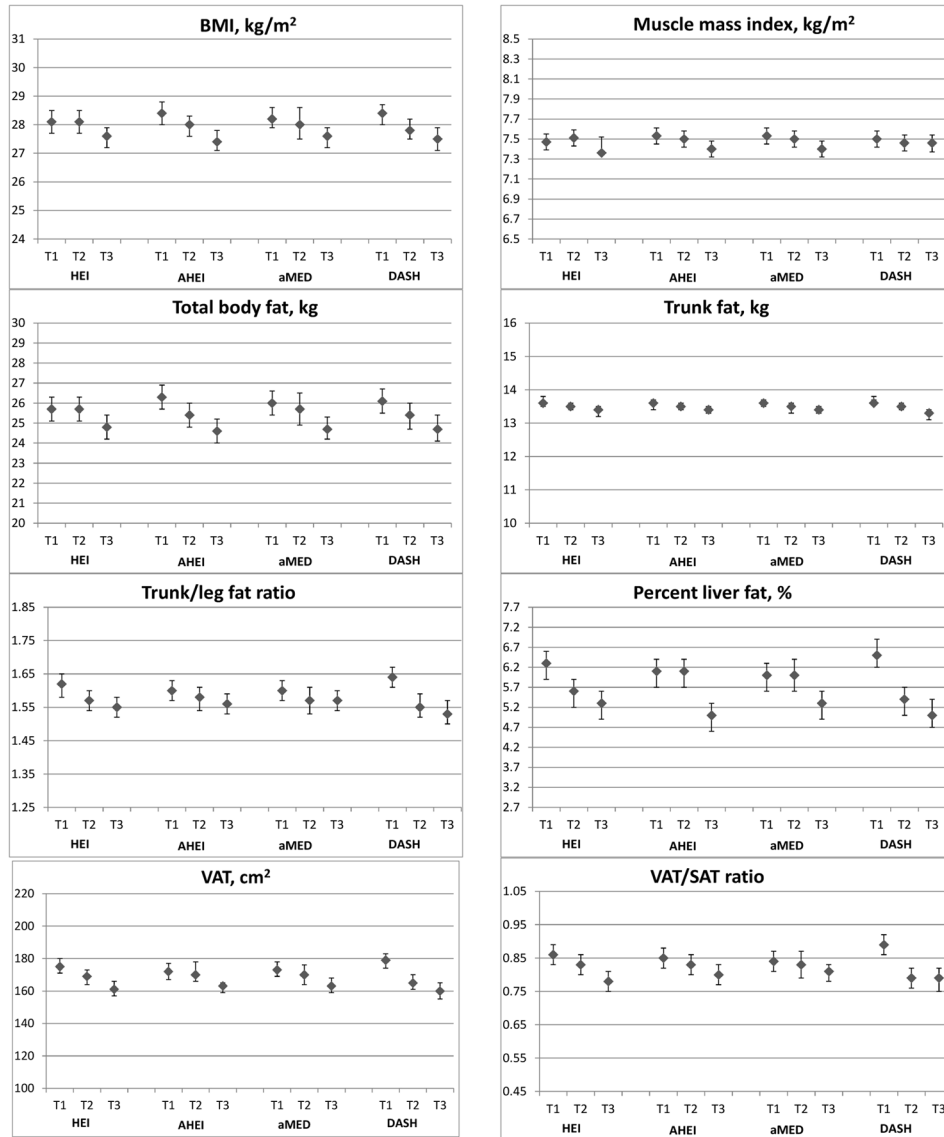 BMI, kg/m²
31
30
29
28
27
26
25
24
T1 T2 T3 T1 T2 T3 T1 T2 T3 T1 T2 T3
HEI AHEI aMED DASH
Muscle mass index, kg/m²
8.5
8.3
8.1
7.9
7.7
7.5
7.3
7.1
6.9
6.7
6.5
T1 T2 T3 T1 T2 T3 T1 T2 T3 T1 T2 T3
HEI AHEI aMED DASH
Total body fat, kg
30
29
28
27
26
25
24
23
22
21
20
T1 T2 T3 T1 T2 T3 T1 T2 T3 T1 T2 T3
HEI AHEI aMED DASH
Trunk fat, kg
16
15
14
13
12
11
10
T1 T2 T3 T1 T2 T3 T1 T2 T3 T1 T2 T3
HEI AHEI aMED DASH
Trunk/leg fat ratio
1.85
1.75
1.65
1.55
1.45
1.35
1.25
T1 T2 T3 T1 T2 T3 T1 T2 T3 T1 T2 T3
HEI AHEI aMED DASH
Percent liver fat, %
7.7
7.2
6.7
6.2
5.7
5.2
4.7
4.2
3.7
3.2
2.7
T1 T2 T3 T1 T2 T3 T1 T2 T3 T1 T2 T3
HEI AHEI aMED DASH
VAT, cm²
220
200
180
160
140
120
100
T1 T2 T3 T1 T2 T3 T1 T2 T3 T1 T2 T3
HEI AHEI aMED DASH
VAT/SAT ratio
1.05
0.95
0.85
0.75
0.65
0.55
0.45
T1 T2 T3 T1 T2 T3 T1 T2 T3 T1 T2 T3
HEI AHEI aMED DASH